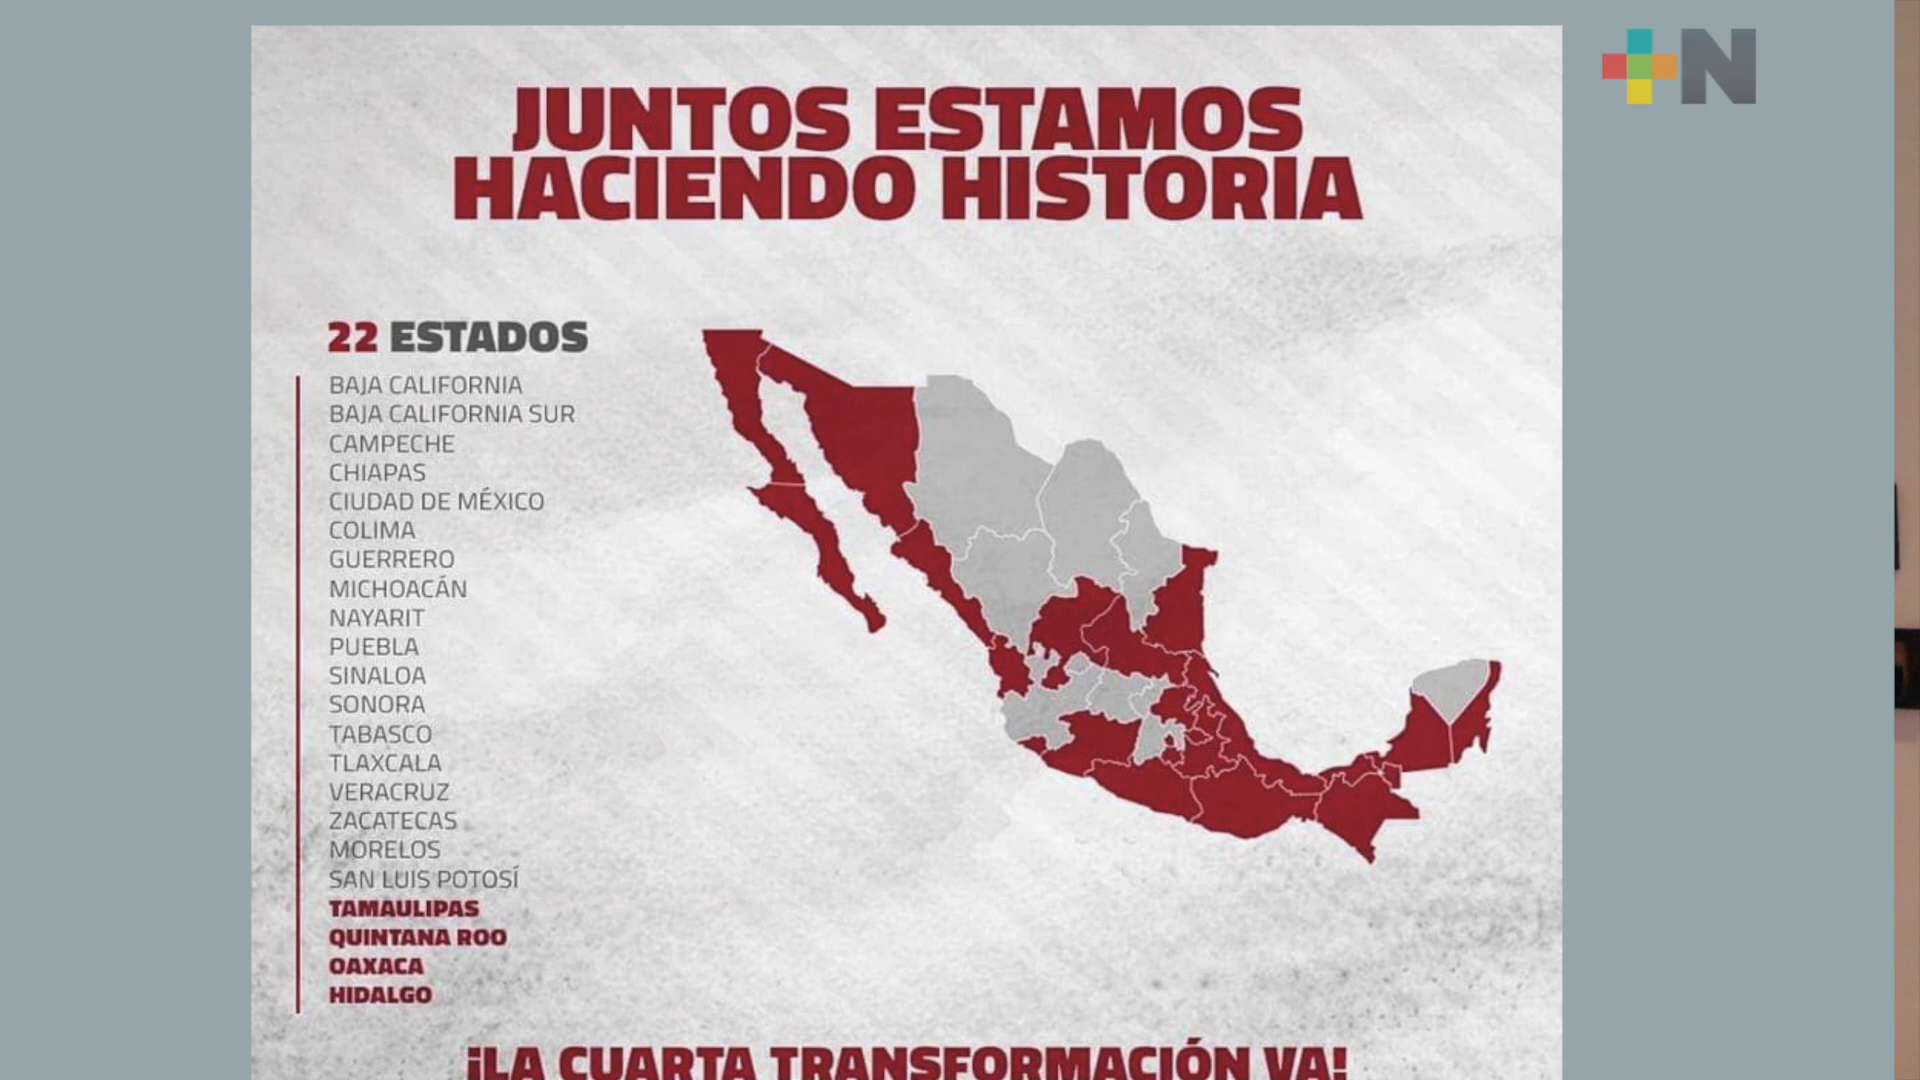 +N
JUNTOS ESTAMOS
HACIENDO HISTORIA
22 ESTADOS
BAJA CALIFORNIA
BAJA CALIFORNIA SUR
CAMPECHE
CHIAPAS
CIUDAD DE MÉXICO
COLIMA
GUERRERO
MICHOACÁN
NAYARIT
PUEBLA
SINALOA
SONORA
TABASCO
TLAXCALA
VERACRUZ
ZACATECAS
MORELOS
SAN LUIS POTOSÍ
TAMAULIPAS
QUINTANA ROO
OAXACA
HIDALGO
¡LA CUARTA TRANSFORMACIÓN VA!